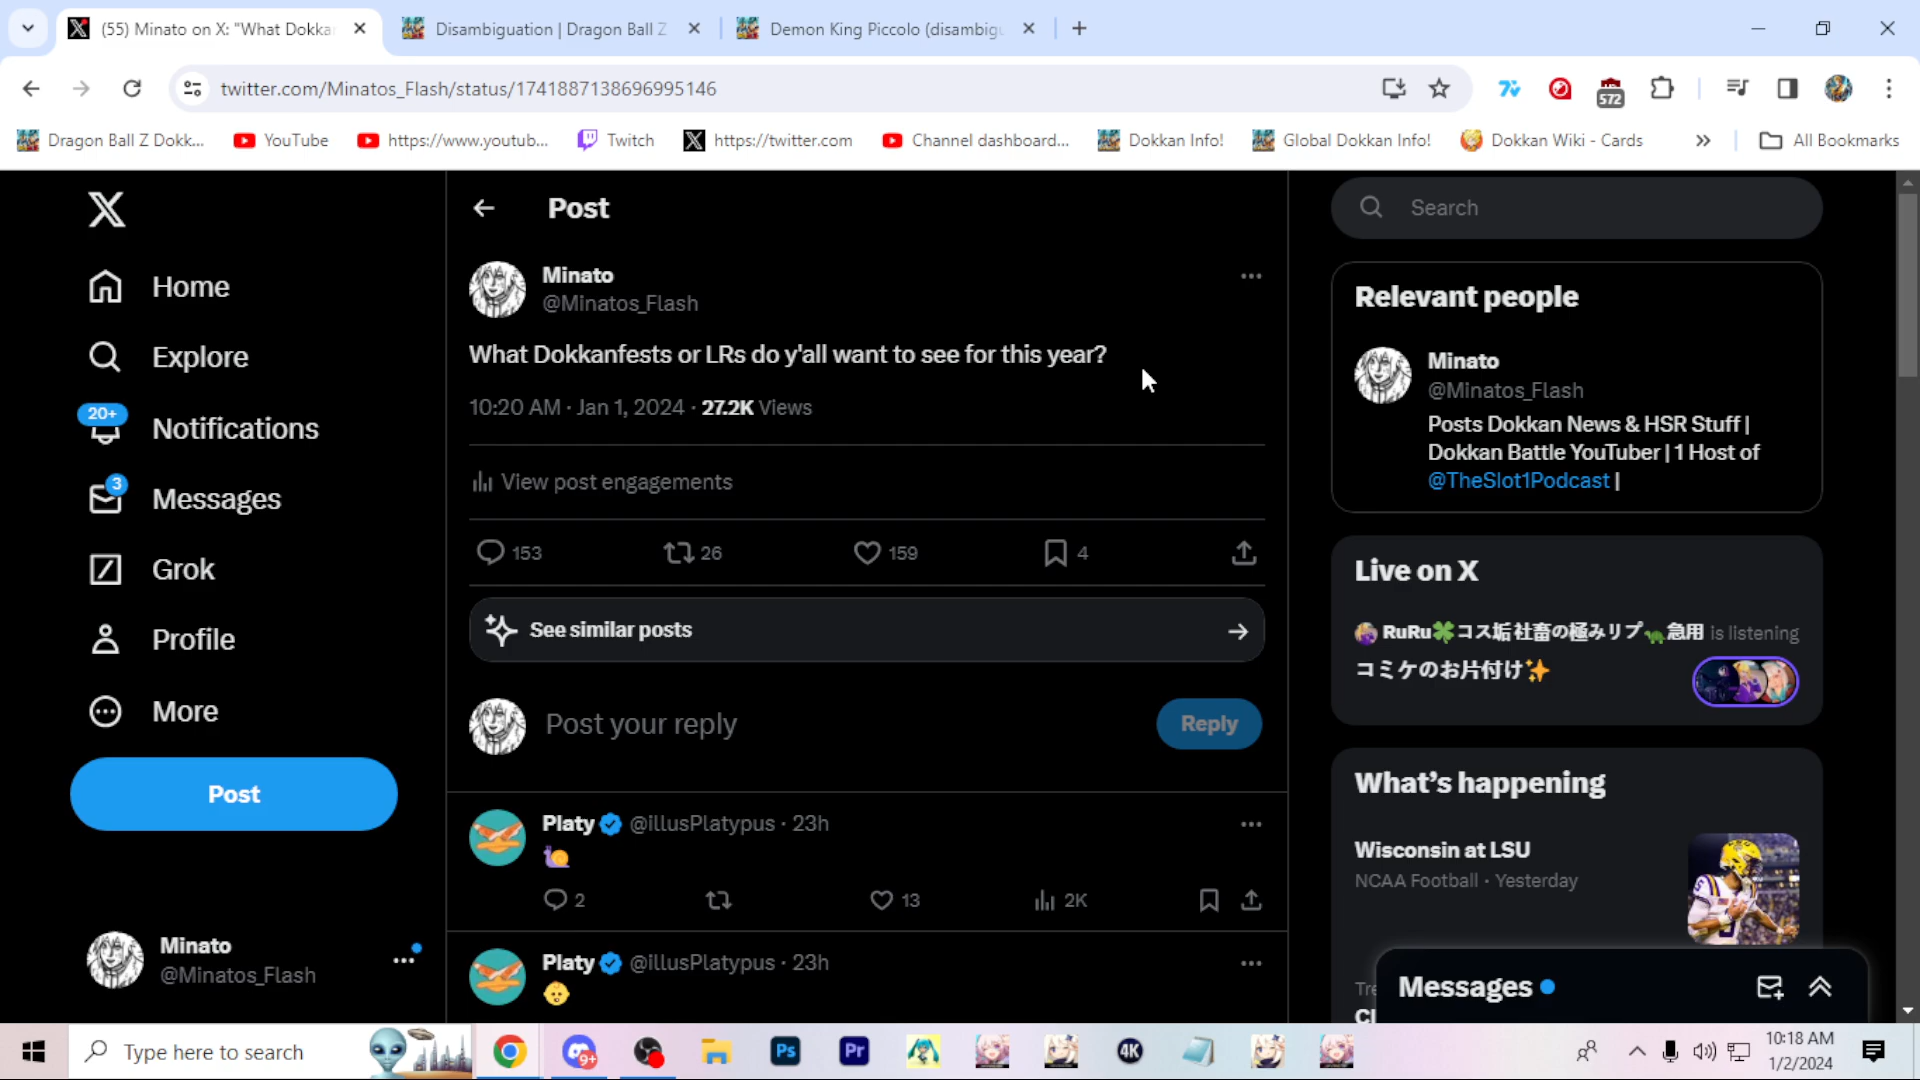 (55) Minato on X: "What Dokka
Disambiguation | Dragon Ball Z
Demon King Piccolo (disambig
twitter.com/Minatos_Flash/status/1741887138696995146
572
Dragon Ball Z Dokk...
YouTube
https://www.youtub...
Twitch
https://twitter.com
Channel dashboard...
Dokkan Info!
Global Dokkan Info!
Dokkan Wiki - Cards
All Bookmarks
Home
Explore
20+
Notifications
3
Messages
Grok
Profile
More
Post
Minato
@Minatos_Flash
Post
Minato
@Minatos_Flash
What Dokkanfests or LRs do y'all want to see for this year?
10:20 AM · Jan 1, 2024 · 27.2K Views
View post engagements
153 26 159 4
See similar posts
Post your reply
Reply
Platy @illusPlatypus · 23h
🐌
2 13 2K
Platy @illusPlatypus · 23h
👶
Search
Relevant people
Minato
@Minatos_Flash
Posts Dokkan News & HSR Stuff |
Dokkan Battle YouTuber | 1 Host of
@TheSlot1Podcast |
Live on X
RuRu🍀コス垢社畜の極みリプ🐢急用 is listening
コミケのお片付け✨
What's happening
Wisconsin at LSU
NCAA Football · Yesterday
Messages
Type here to search
9+
Ps
Pr
4K
10:18 AM
1/2/2024